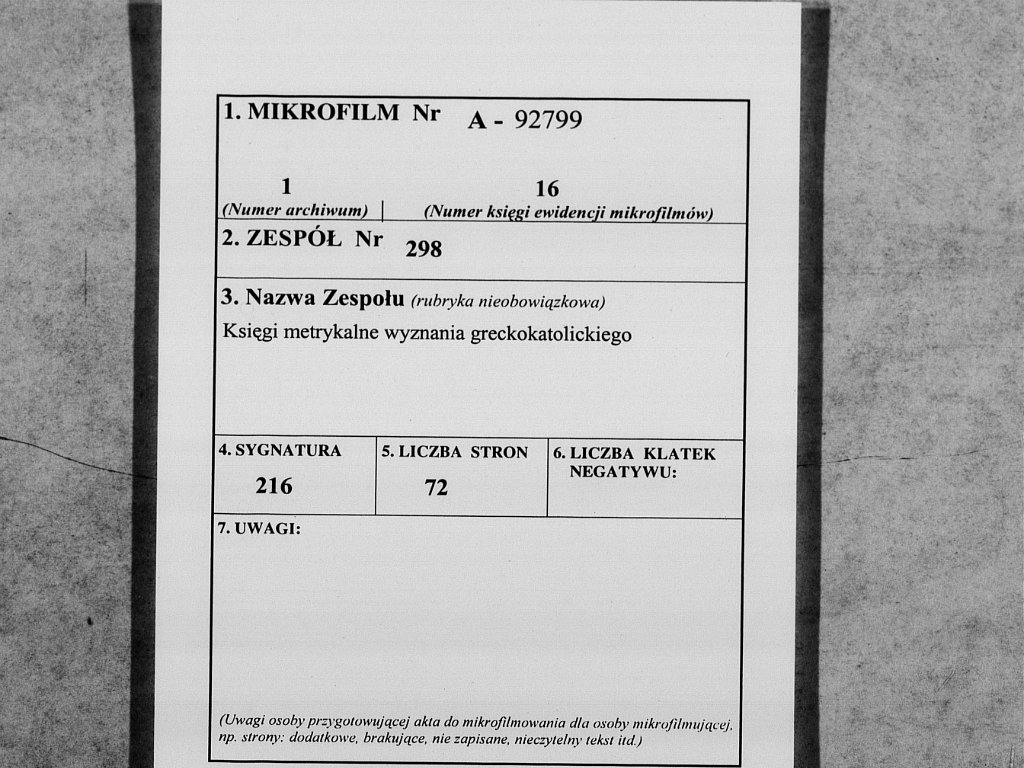 1. MIKROFILM Nr A - 92799
1 16
(Numer archiwum) (Numer księgi ewidencji mikrofilmów)
2. ZESPÓŁ Nr 298
3. Nazwa Zespołu (rubryka nieobowiązkowa)
Księgi metrykalne wyznania greckokatolickiego
4. SYGNATURA 5. LICZBA STRON 6. LICZBA KLATEK
NEGATYWU:
216 72
7. UWAGI:
(Uwagi osoby przygotowującej akta do mikrofilmowania dla osoby mikrofilmującej,
np. strony: dodatkowe, brakujące, nie zapisane, nieczytelny tekst itd.)